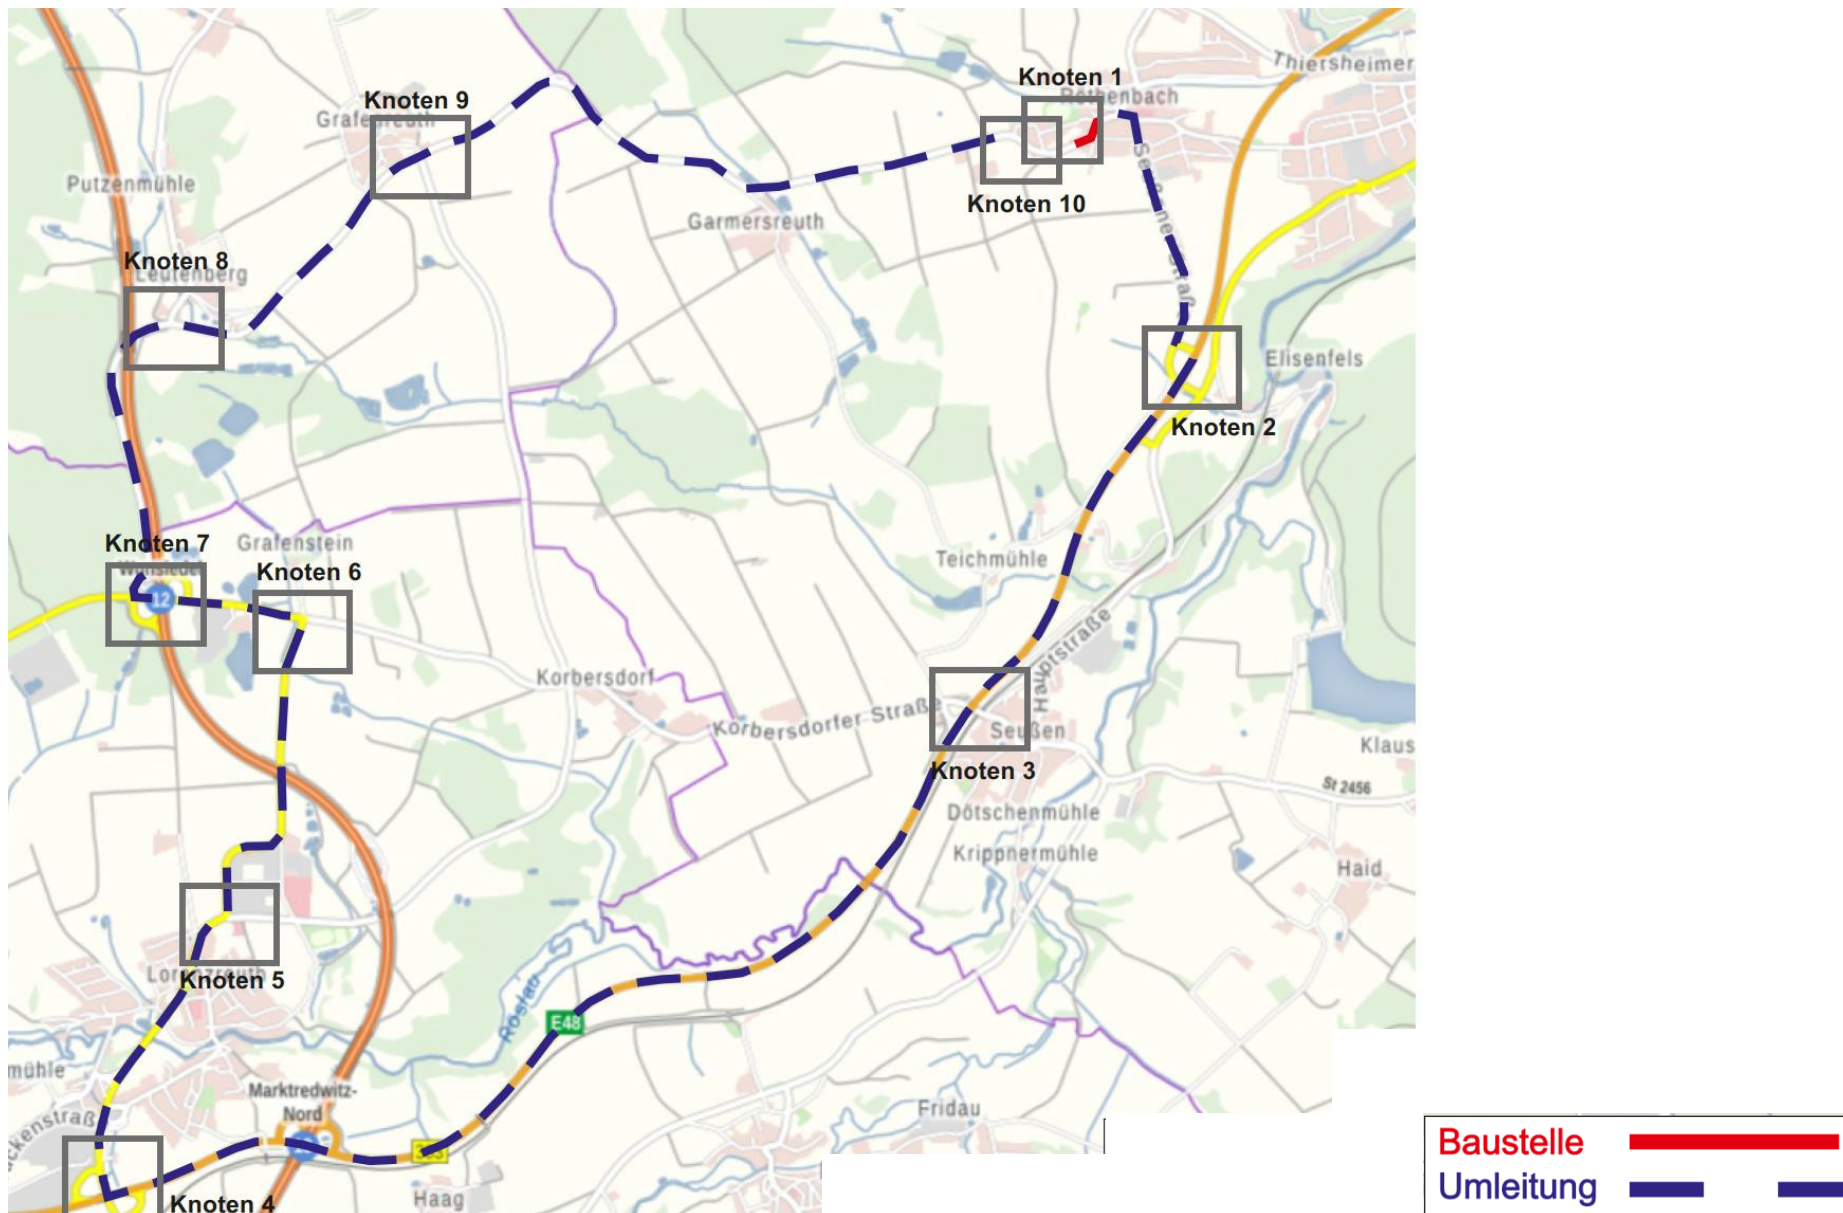 Thiersheimer
Knoten 1
Röthenbach
Knoten 9
Grafenreuth
Putzenmühle
Knoten 10
Garmersreuth
Knoten 8
Leutenberg
Elisenfels
Knoten 2
Knoten 7
Grafenstein
Knoten 6
12
Teichmühle
Hauptstraße
Korbersdorf
Korbersdorfer Straße
Seußen
Klaus
Knoten 3
St 2456
Dötschenmühle
Krippnermühle
Haid
Lorenzreuth
Knoten 5
Röslau
E48
mühle
Marktredwitz-
Nord
Fridau
303
Haag
Knoten 4
Baustelle
Umleitung